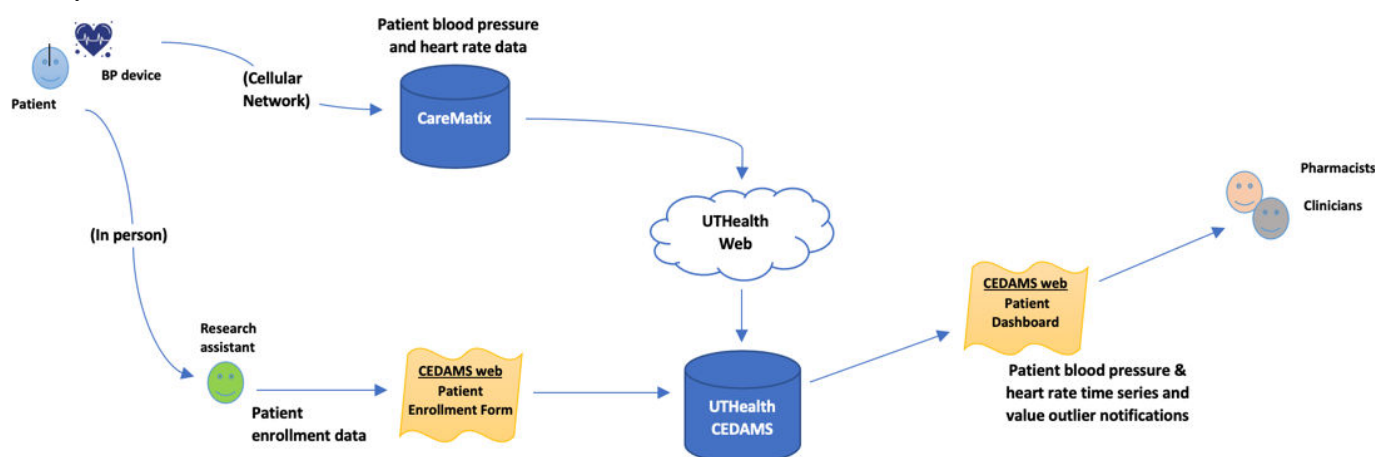 Patient blood pressure
and heart rate data
BP device
Patient
(Cellular
Network)
CareMatix
Pharmacists
Clinicians
UTHealth
Web
(In person)
CEDAMS web
Patient
Dashboard
Research
assistant
CEDAMS web
Patient
Enrollment Form
Patient
enrollment data
UTHealth
CEDAMS
Patient blood pressure &
heart rate time series and
value outlier notifications